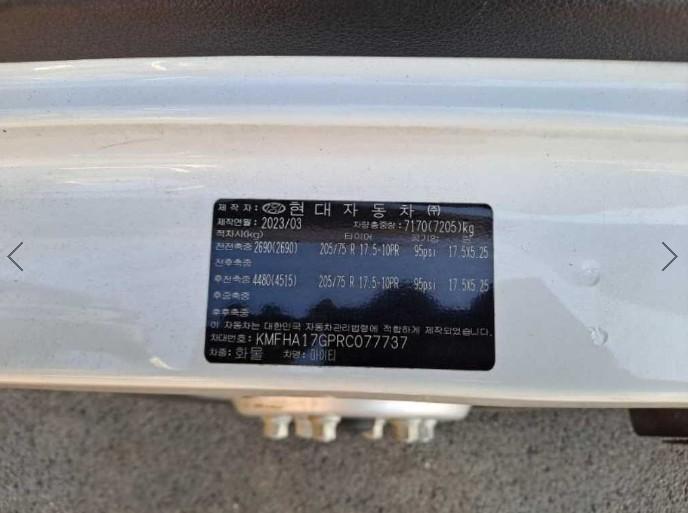 제작자: HYUNDAI 현대자동차 ㈜
제작연월: 2023/03 차량총중량: 7170(7205)kg
적차시(kg) 타이어 공기압 림
전전축중 2690(2690) 205/75 R 17.5-10PR 95psi 17.5X5.25
전후축중
후전축중 4480(4515) 205/75 R 17.5-10PR 95psi 17.5X5.25
후중축중
후후축중
이 자동차는 대한민국 자동차관리법령에 적합하게 제작되었습니다.
차대번호: KMFHA17GPRC077737
차종: 화물 차명: 마이티